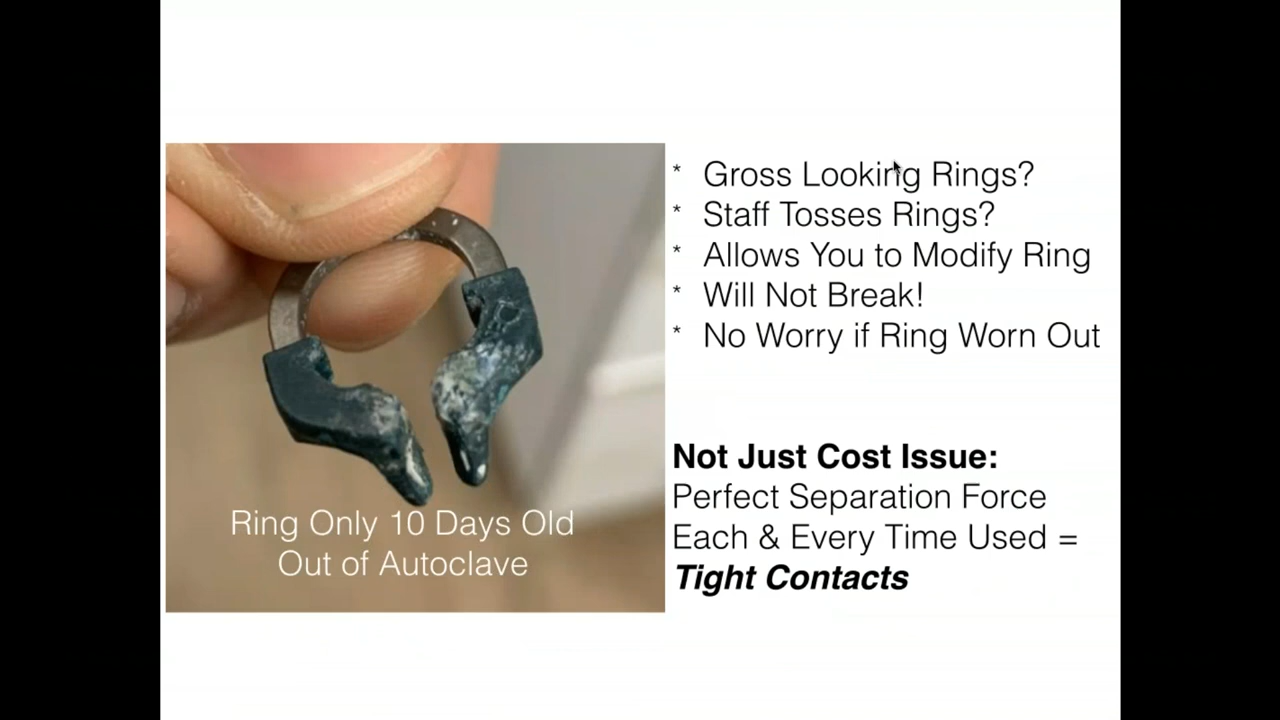 * Gross Looking Rings?
* Staff Tosses Rings?
* Allows You to Modify Ring
* Will Not Break!
* No Worry if Ring Worn Out
Not Just Cost Issue:
Perfect Separation Force
Each & Every Time Used =
Tight Contacts
Ring Only 10 Days Old
Out of Autoclave